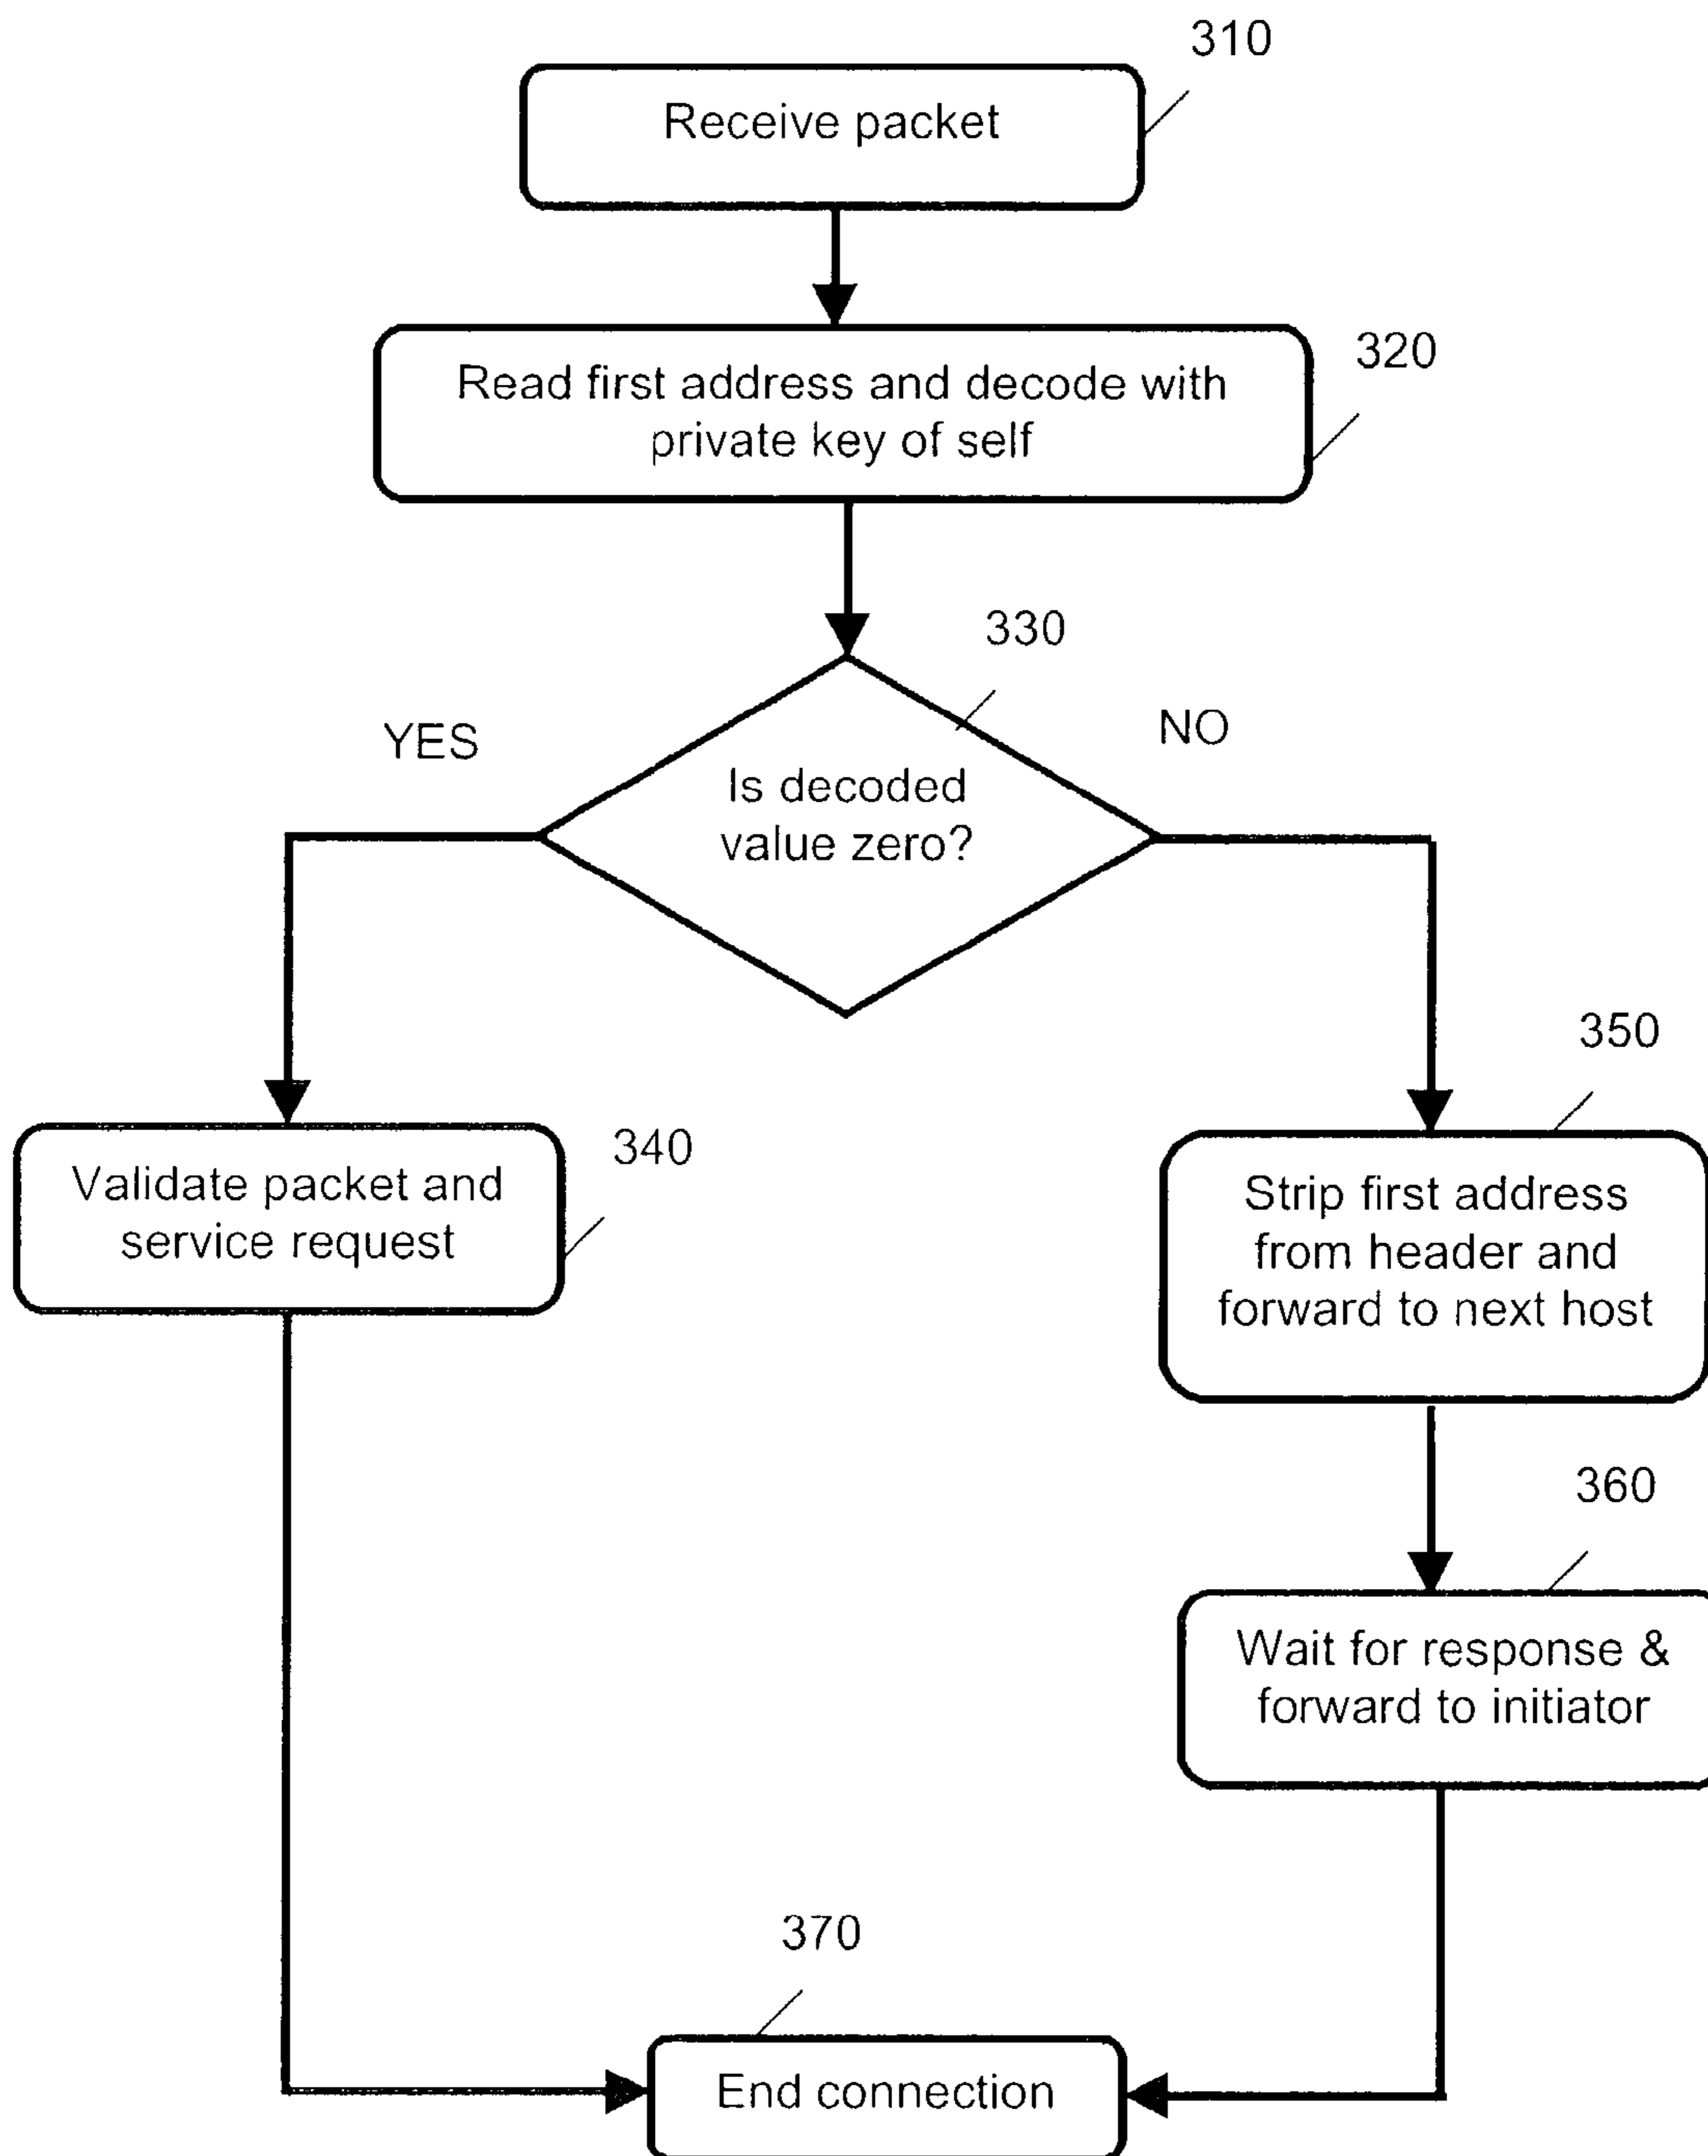 310
Receive packet
320
Read first address and decode with
private key of self
330
YES
NO
Is decoded
value zero?
350
340
Validate packet and
service request
Strip first address
from header and
forward to next host
360
Wait for response &
forward to initiator
370
End connection